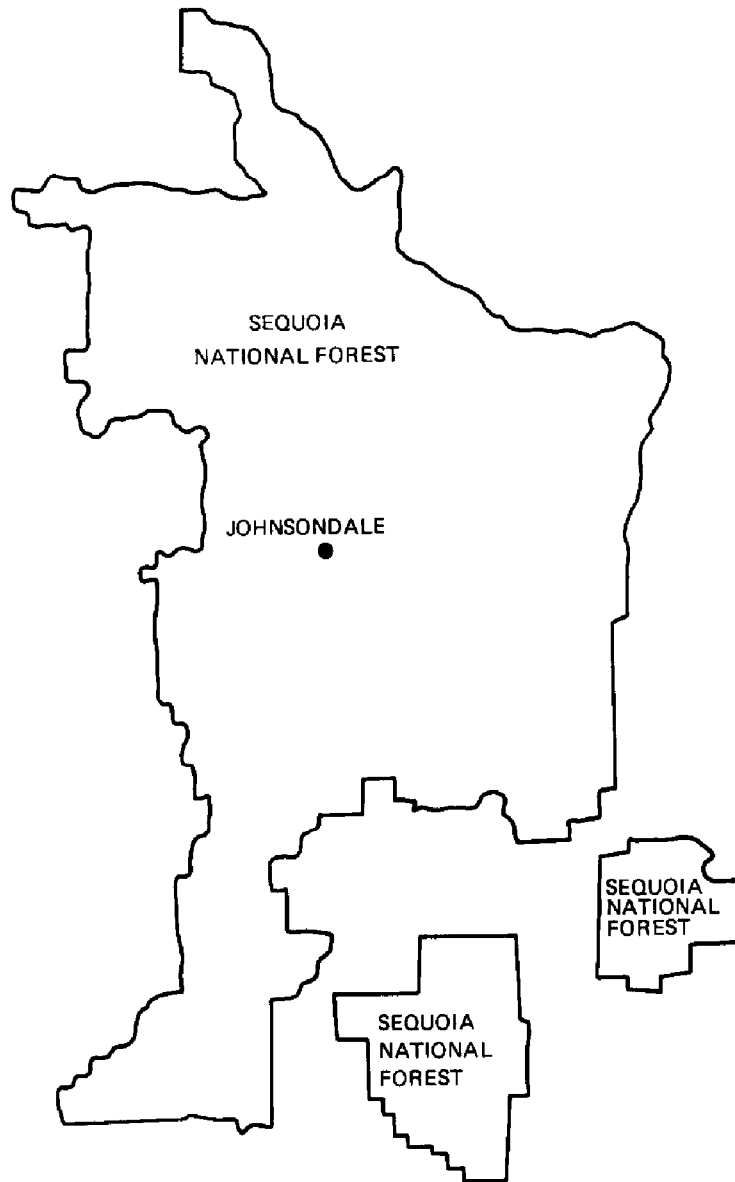 SEQUOIA
NATIONAL FOREST
JOHNSONDALE
SEQUOIA
NATIONAL
FOREST
SEQUOIA
NATIONAL
FOREST